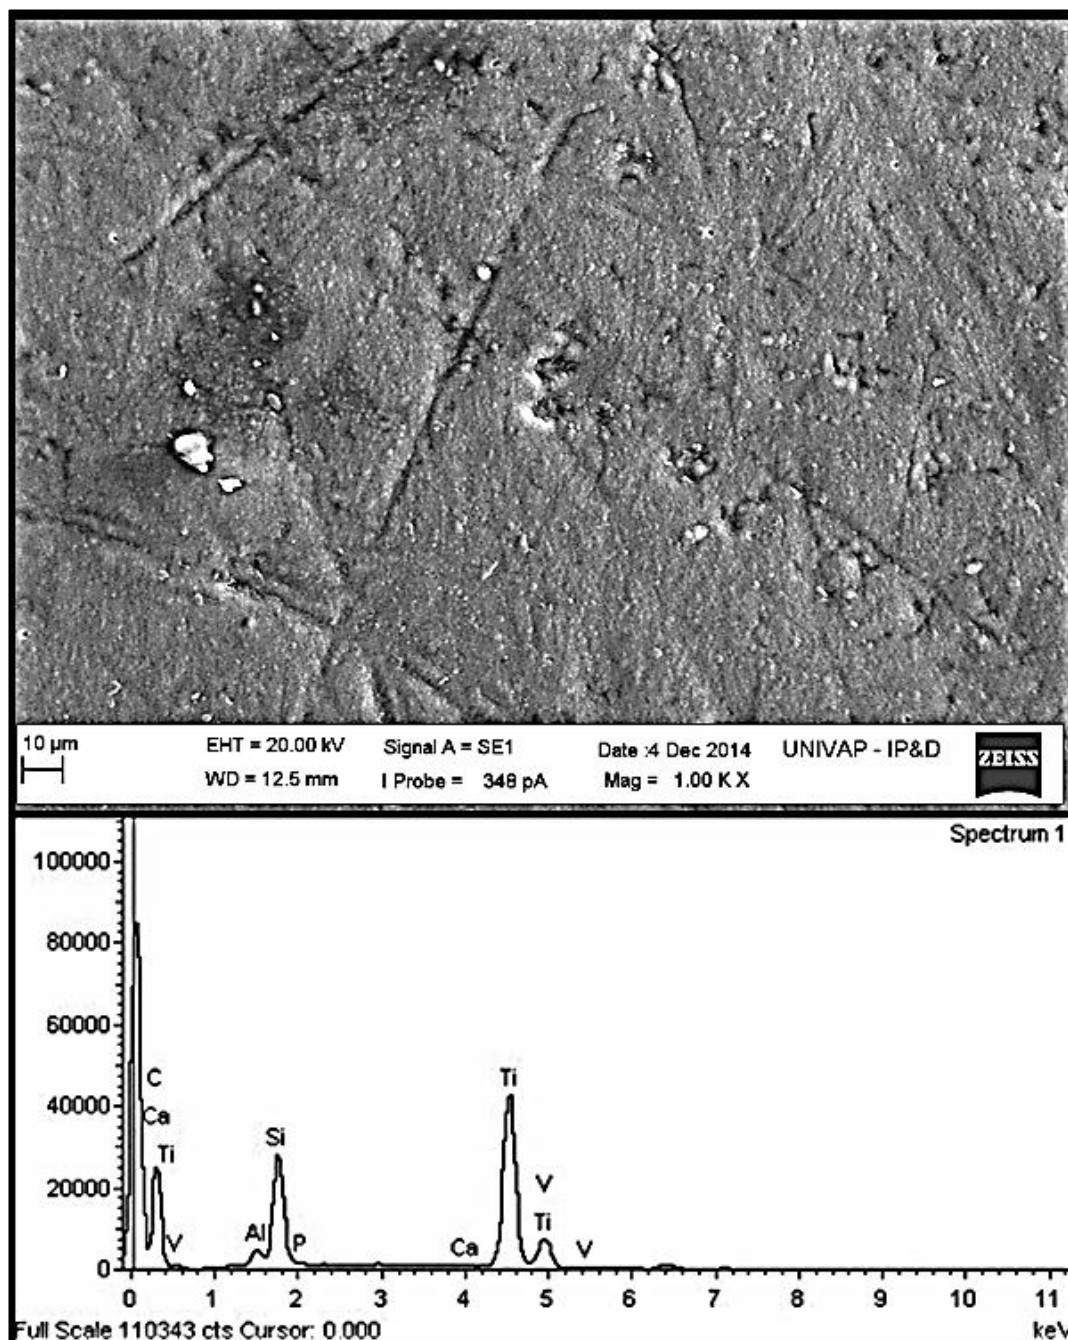 10 µm
EHT = 20.00 kV Signal A = SE1 Date :4 Dec 2014 UNIVAP - IP&D ZEISS
WD = 12.5 mm I Probe = 348 pA Mag = 1.00 K X
Spectrum 1
100000
80000
60000
40000
20000
0
C
Ca
Ti
V
Al
Si
P
Ca
Ti
V
Ti
V
0 1 2 3 4 5 6 7 8 9 10 11
Full Scale 110343 cts Cursor: 0.000 keV